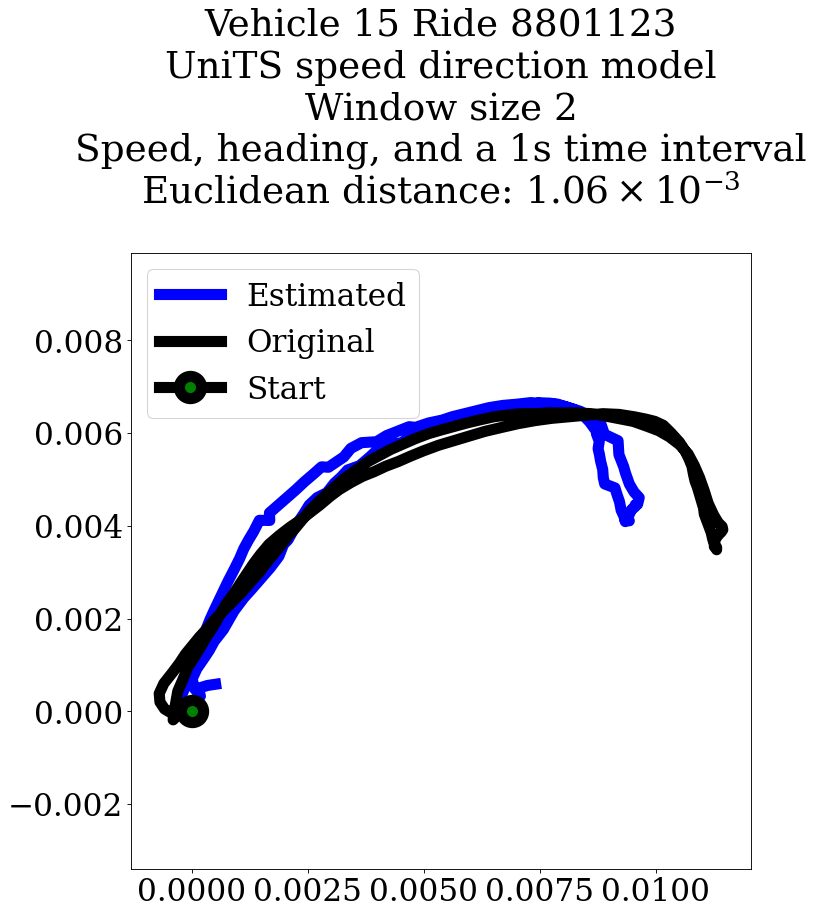 Vehicle 15 Ride 8801123
UniTS speed direction model
Window size 2
Speed, heading, and a 1s time interval
Euclidean distance: 1.06 × 10⁻³
Estimated
Original
Start
0.008
0.006
0.004
0.002
0.000
−0.002
0.0000 0.0025 0.0050 0.0075 0.0100